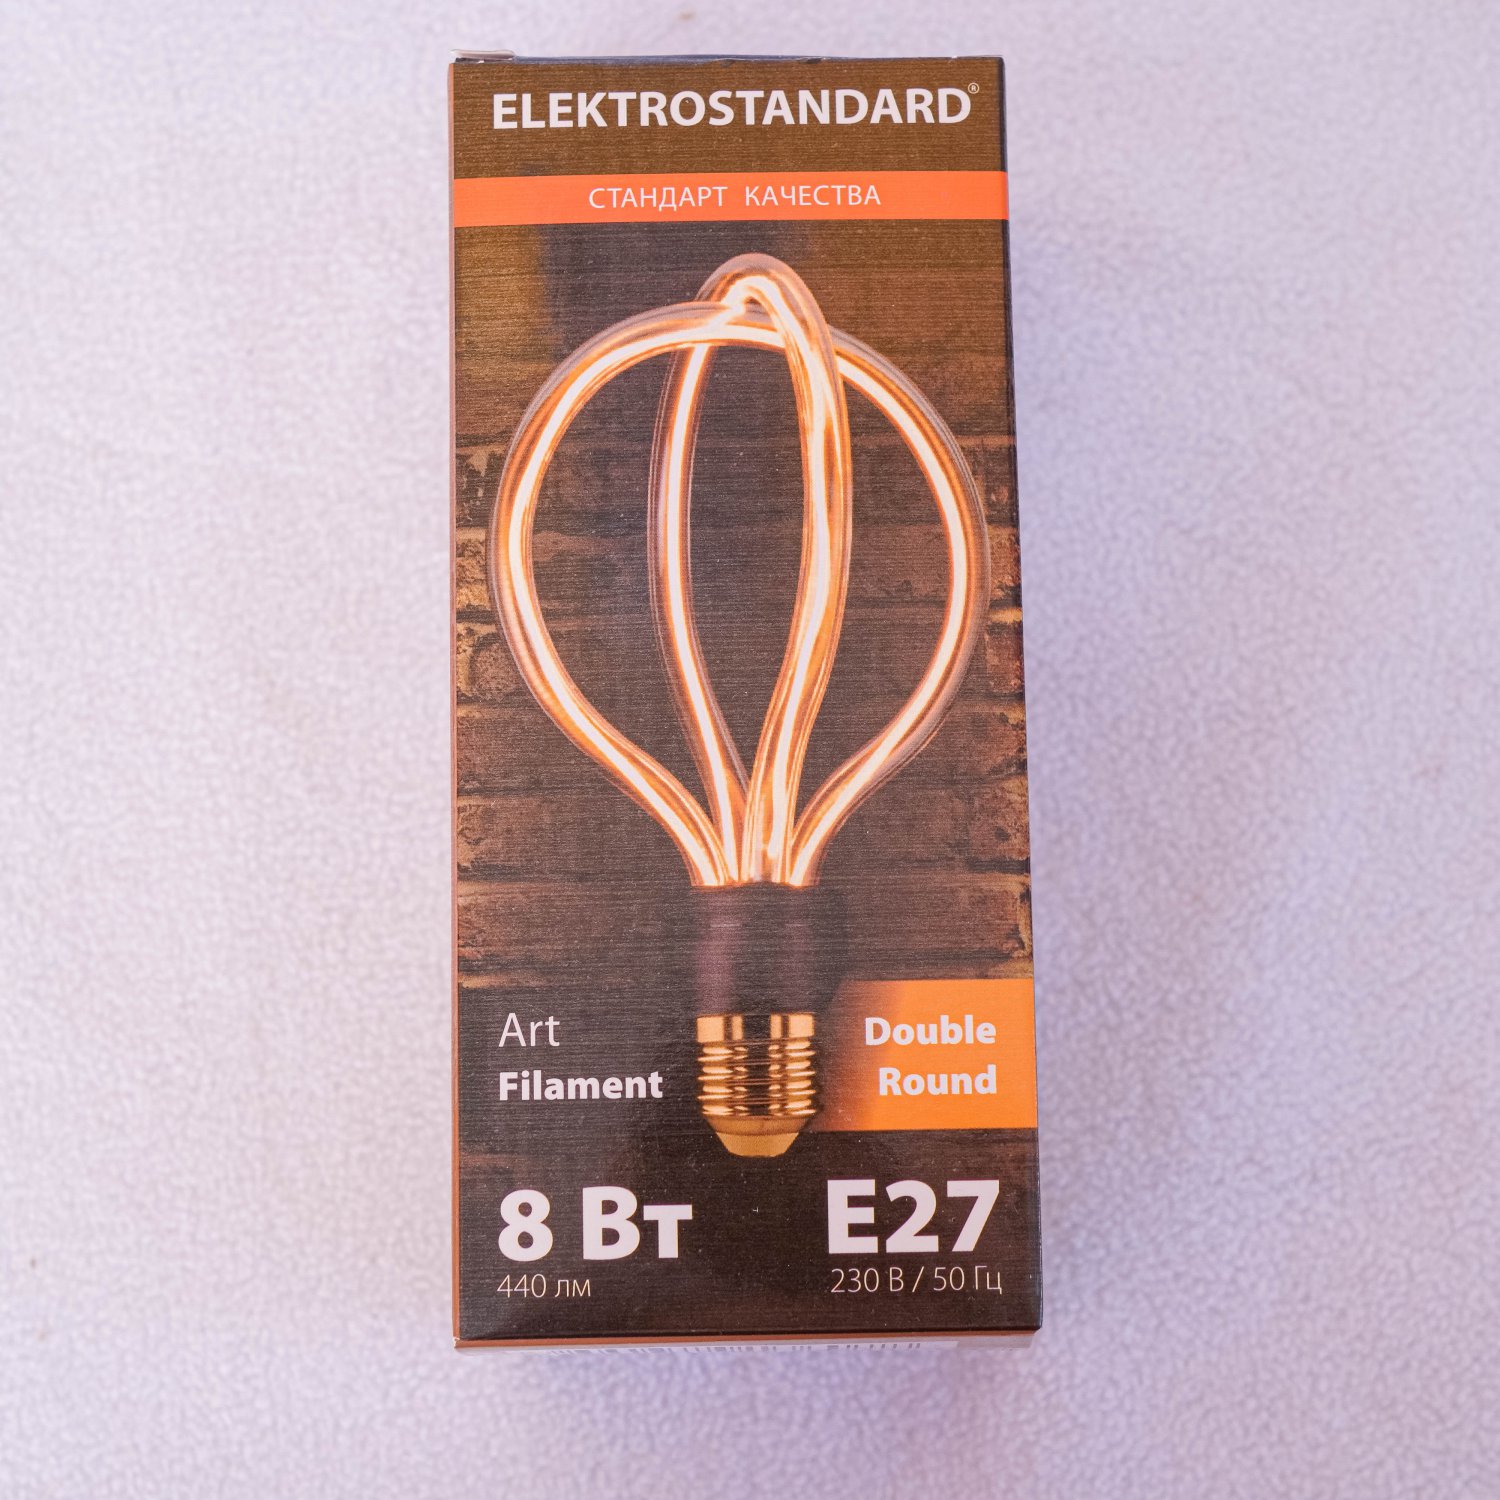 ELEKTROSTANDARD®
СТАНДАРТ КАЧЕСТВА
Art
Filament
Double
Round
8 Вт
440 лм
E27
230 В / 50 Гц